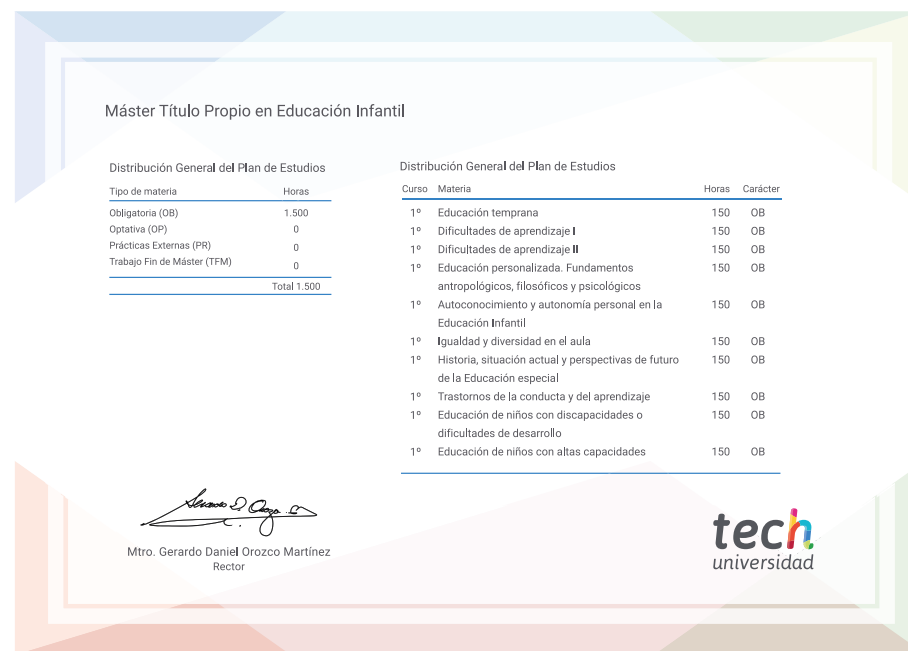 Máster Título Propio en Educación Infantil
Distribución General del Plan de Estudios
Tipo de materia Horas
Obligatoria (OB) 1.500
Optativa (OP) 0
Prácticas Externas (PR) 0
Trabajo Fin de Máster (TFM) 0
Total 1.500
Distribución General del Plan de Estudios
Curso Materia Horas Carácter
1º Educación temprana 150 OB
1º Dificultades de aprendizaje I 150 OB
1º Dificultades de aprendizaje II 150 OB
1º Educación personalizada. Fundamentos 150 OB
antropológicos, filosóficos y psicológicos
1º Autoconocimiento y autonomía personal en la 150 OB
Educación Infantil
1º Igualdad y diversidad en el aula 150 OB
1º Historia, situación actual y perspectivas de futuro 150 OB
de la Educación especial
1º Trastornos de la conducta y del aprendizaje 150 OB
1º Educación de niños con discapacidades o 150 OB
dificultades de desarrollo
1º Educación de niños con altas capacidades 150 OB
Mtro. Gerardo Daniel Orozco Martínez
Rector
tech
universidad